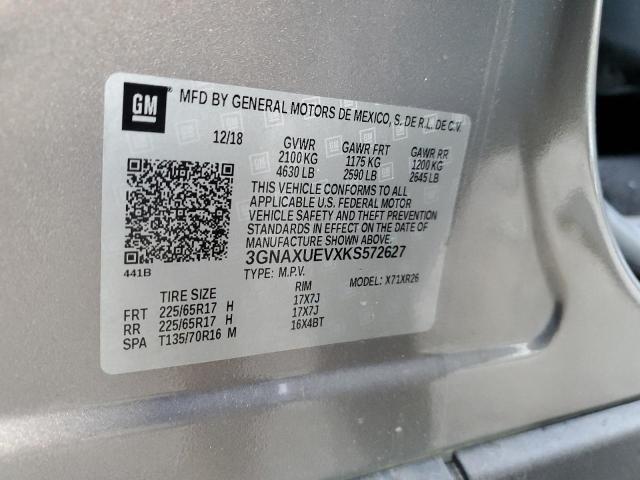 GM
MFD BY GENERAL MOTORS DE MEXICO, S. DE R.L. DE C.V.
12/18 GVWR GAWR FRT GAWR RR
2100 KG 1175 KG 1200 KG
4630 LB 2590 LB 2645 LB
THIS VEHICLE CONFORMS TO ALL
APPLICABLE U.S. FEDERAL MOTOR
VEHICLE SAFETY AND THEFT PREVENTION
STANDARDS IN EFFECT ON THE DATE OF
MANUFACTURE SHOWN ABOVE.
441B
3GNAXUEVXKS572627
TYPE: M.P.V. MODEL: X71XR26
TIRE SIZE RIM
FRT 225/65R17 H 17X7J
RR 225/65R17 H 17X7J
SPA T135/70R16 M 16X4BT